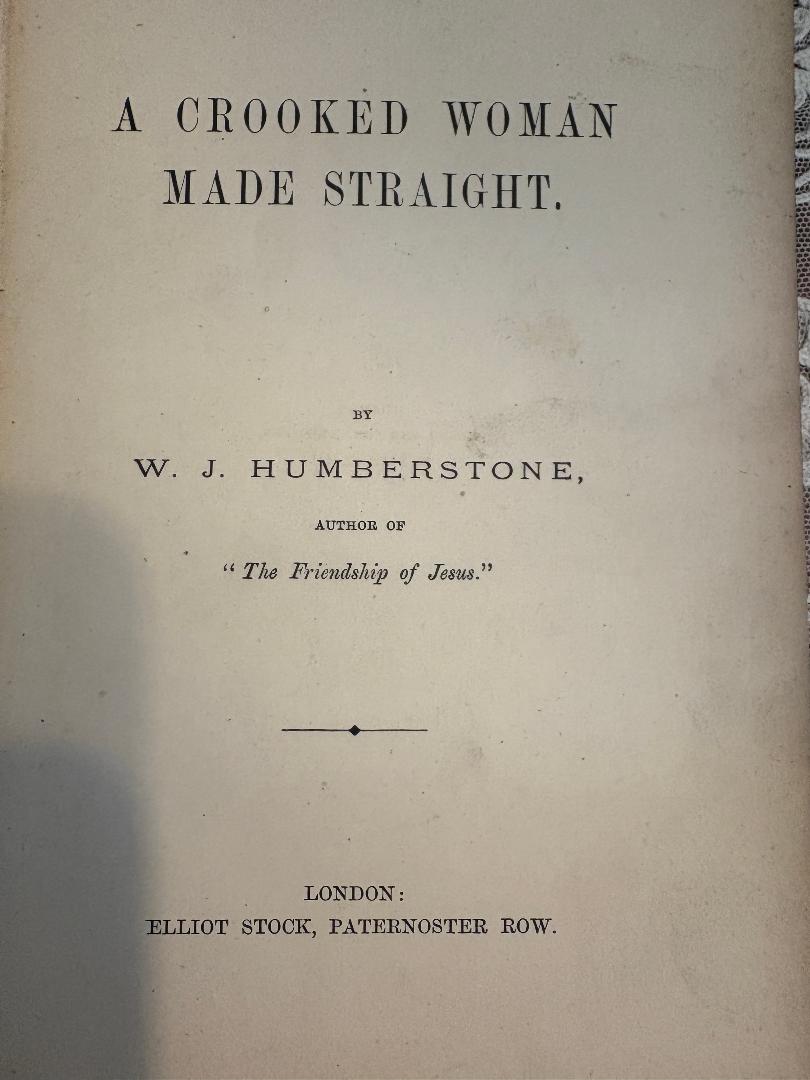 A CROOKED WOMAN
MADE STRAIGHT.
BY
W. J. HUMBERSTONE,
AUTHOR OF
“The Friendship of Jesus.”
LONDON:
ELLIOT STOCK, PATERNOSTER ROW.